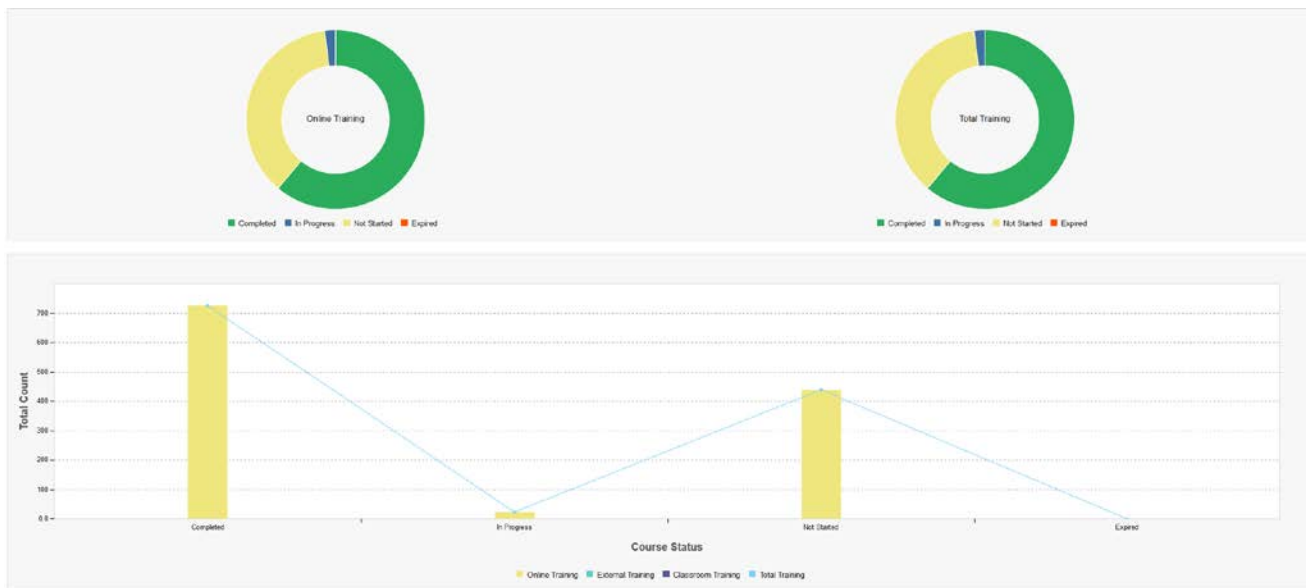 Online Training
Total Training
Completed In Progress Not Started Expired
Completed In Progress Not Started Expired
Total Count
700
600
500
400
300
200
100
0.0
Completed In Progress Not Started Expired
Course Status
Online Training External Training Classroom Training Total Training